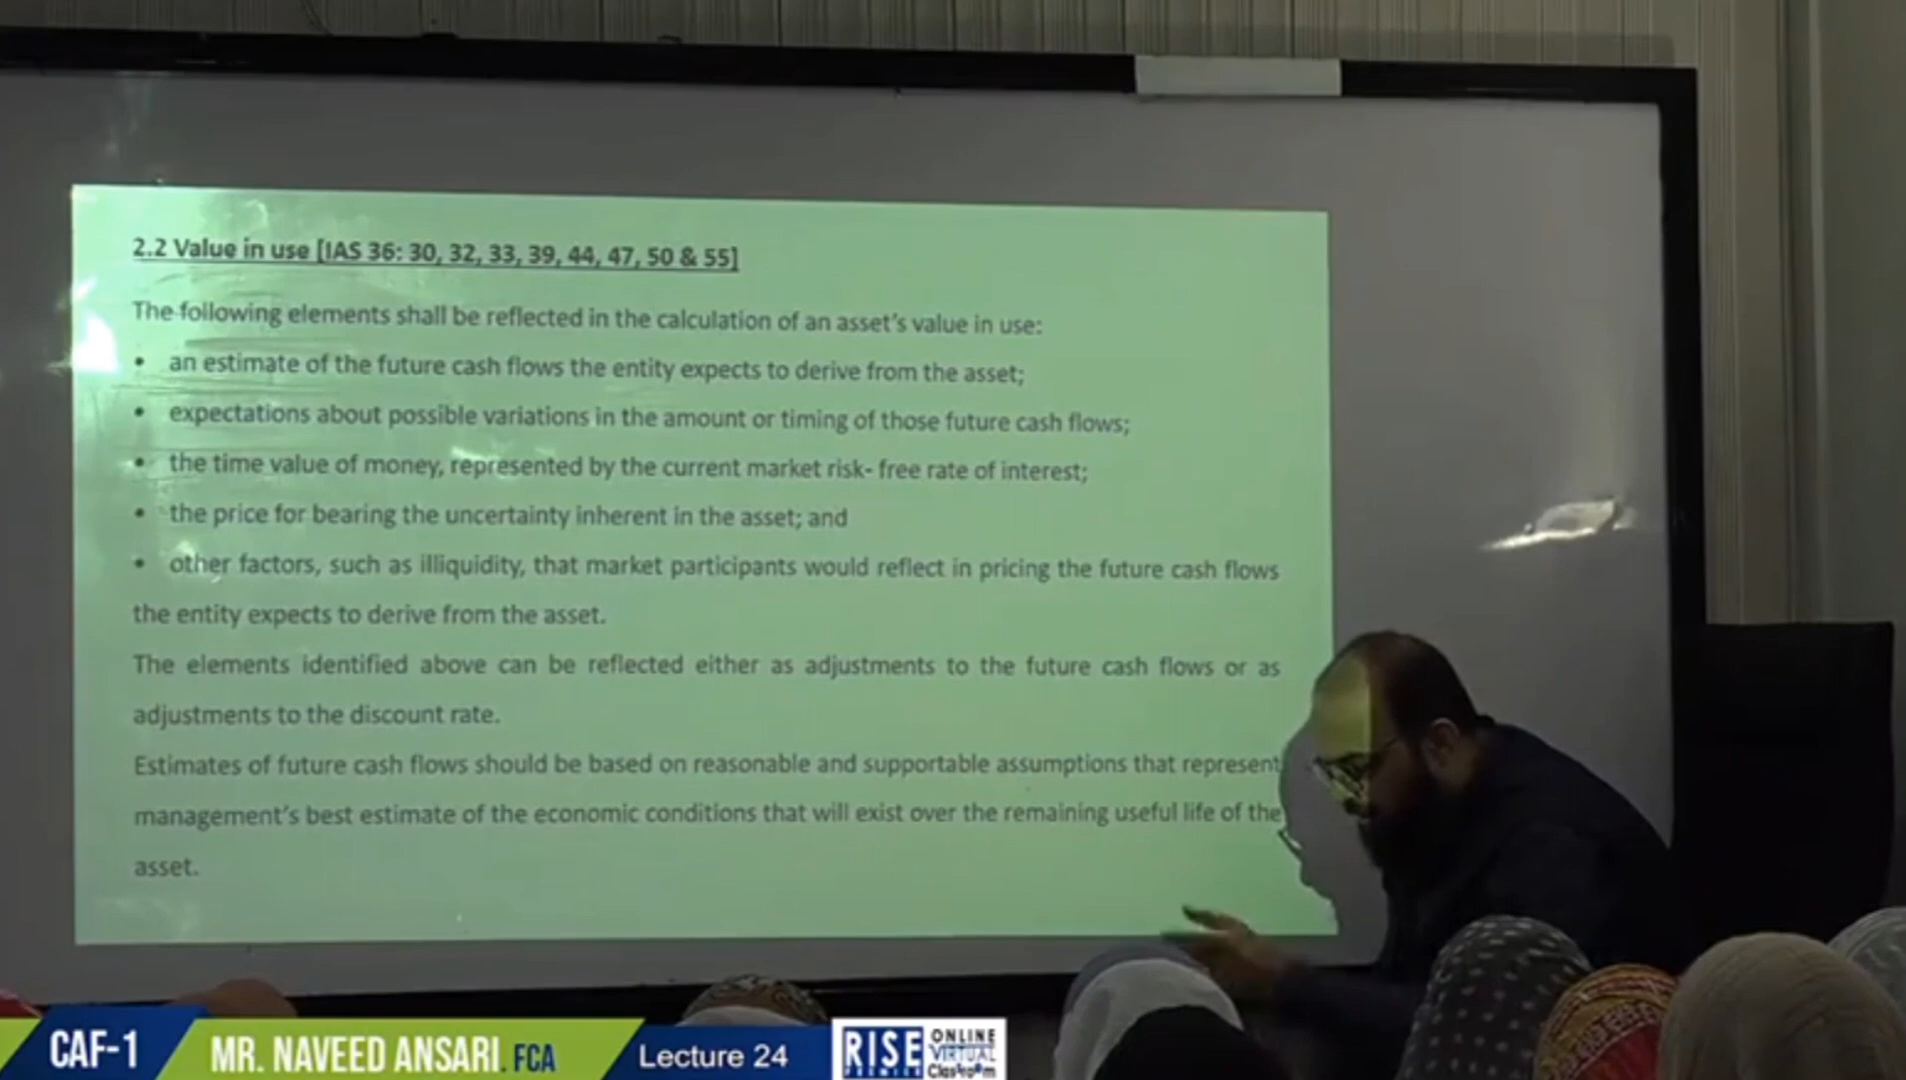 2.2 Value in use [IAS 36: 30, 32, 33, 39, 44, 47, 50 & 55]
The following elements shall be reflected in the calculation of an asset's value in use:
• an estimate of the future cash flows the entity expects to derive from the asset;
• expectations about possible variations in the amount or timing of those future cash flows;
• the time value of money, represented by the current market risk- free rate of interest;
• the price for bearing the uncertainty inherent in the asset; and
• other factors, such as illiquidity, that market participants would reflect in pricing the future cash flows
the entity expects to derive from the asset.
The elements identified above can be reflected either as adjustments to the future cash flows or as
adjustments to the discount rate.
Estimates of future cash flows should be based on reasonable and supportable assumptions that represent
management's best estimate of the economic conditions that will exist over the remaining useful life of the
asset.
CAF-1
MR. NAVEED ANSARI. FCA
Lecture 24
RISE
PREMIER
ONLINE
VIRTUAL
Classroom